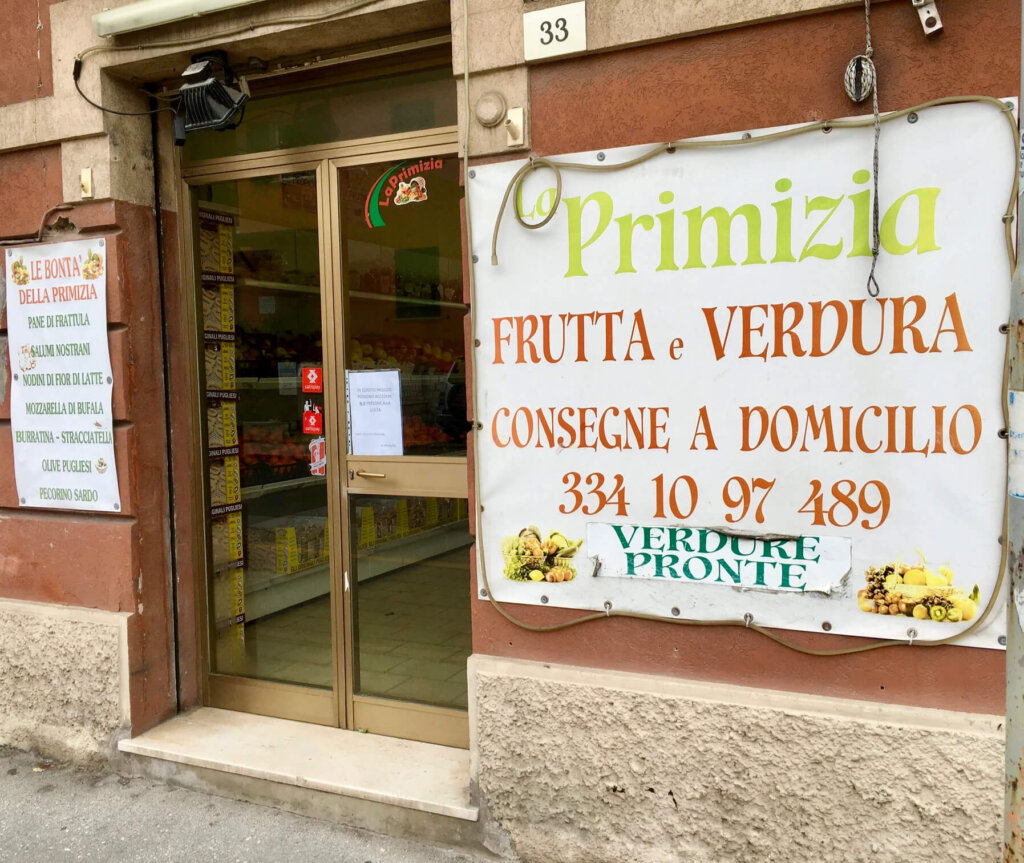 33
La Primizia
FRUTTA e VERDURA
CONSEGNE A DOMICILIO
334 10 97 489
VERDURE
PRONTE
LE BONTA'
DELLA PRIMIZIA
PANE DI FRATTULA
SALUMI NOSTRANI
NODINI DI FIOR DI LATTE
MOZZARELLA DI BUFALA
BURRATINA - STRACCIATELLA
OLIVE PUGLIESI
PECORINO SARDO
La Primizia